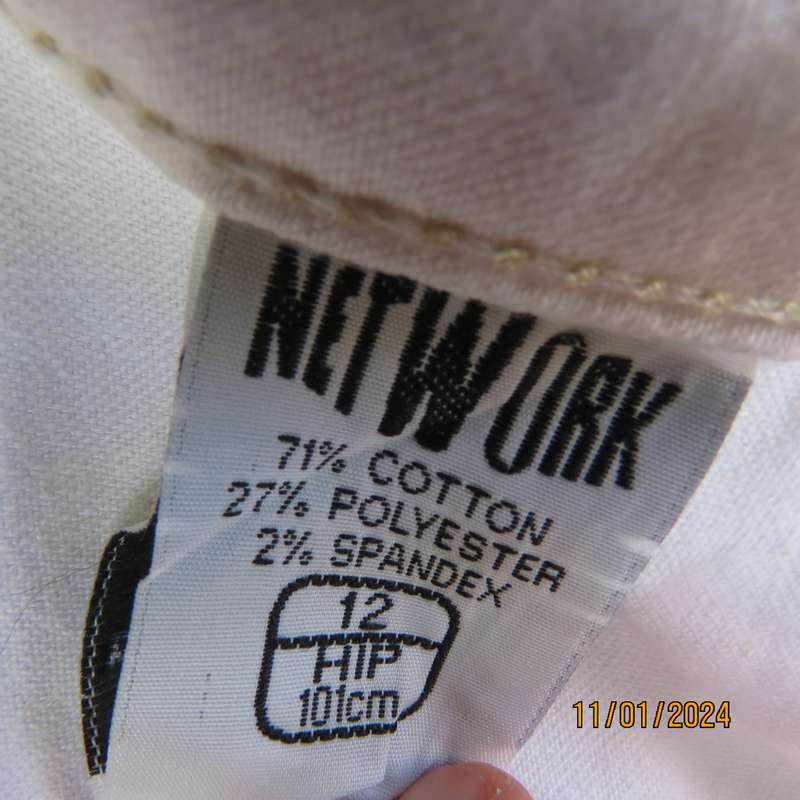 NETWORK
71% COTTON
27% POLYESTER
2% SPANDEX
12
HIP
101cm
11/01/2024